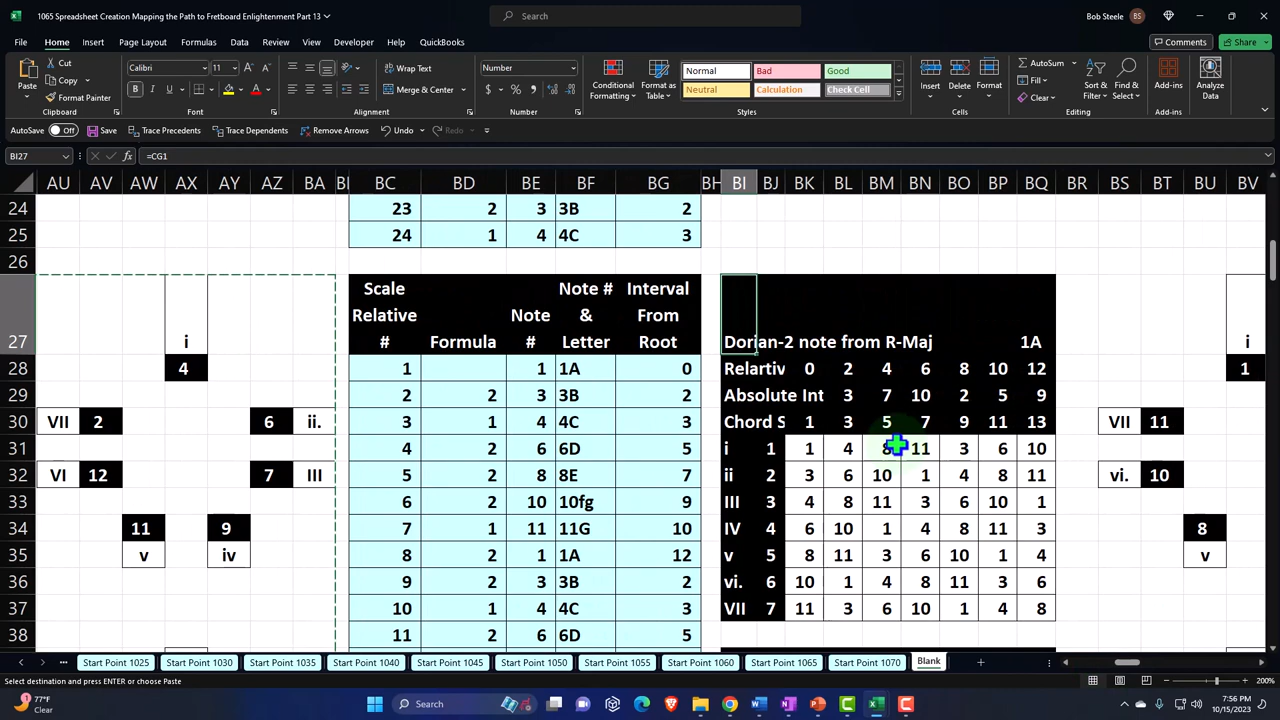 1065 Spreadsheet Creation Mapping the Path to Fretboard Enlightenment Part 13
Search
Bob Steele BS
File Home Insert Page Layout Formulas Data Review View Developer Help QuickBooks Comments Share
Cut Copy Format Painter Paste Clipboard
Calibri 11 B I U A Font
Wrap Text Merge & Center Alignment
Number $ % Number
Conditional Formatting Format as Table
Normal Bad Good
Neutral Calculation Check Cell
Styles
Insert Delete Format Cells
AutoSum Fill Clear Sort & Filter Find & Select Editing
Add-ins Add-ins Analyze Data
AutoSave Off Save Trace Precedents Trace Dependents Remove Arrows Undo Redo
BI27 fx =CG1
AU AV AW AX AY AZ BA BC BD BE BF BG BH BI BJ BK BL BM BN BO BP BQ BR BS BT BU BV
24 23 2 3 3B 2
25 24 1 4 4C 3
26
Scale Note # Interval
Relative Note & From
27 i # Formula # Letter Root Dorian-2 note from R-Maj 1A i
28 4 1 1 1A 0 Relartiv 0 2 4 6 8 10 12 1
29 2 2 3 3B 2 Absolute Int 3 7 10 2 5 9
30 VII 2 6 ii. 3 1 4 4C 3 Chord S 1 3 5 7 9 11 13 VII 11
31 4 2 6 6D 5 i 1 1 4 8 11 3 6 10
32 VI 12 7 III 5 2 8 8E 7 ii 2 3 6 10 1 4 8 11 vi. 10
33 6 2 10 10fg 9 III 3 4 8 11 3 6 10 1
34 11 9 7 1 11 11G 10 IV 4 6 10 1 4 8 11 3 8
35 v iv 8 2 1 1A 12 v 5 8 11 3 6 10 1 4 v
36 9 2 3 3B 2 vi. 6 10 1 4 8 11 3 6
37 10 1 4 4C 3 VII 7 11 3 6 10 1 4 8
38 11 2 6 6D 5
Start Point 1025 Start Point 1030 Start Point 1035 Start Point 1040 Start Point 1045 Start Point 1050 Start Point 1055 Start Point 1060 Start Point 1065 Start Point 1070 Blank
Select destination and press ENTER or choose Paste 200%
77°F
Clear
Search
7:56 PM
10/15/2023